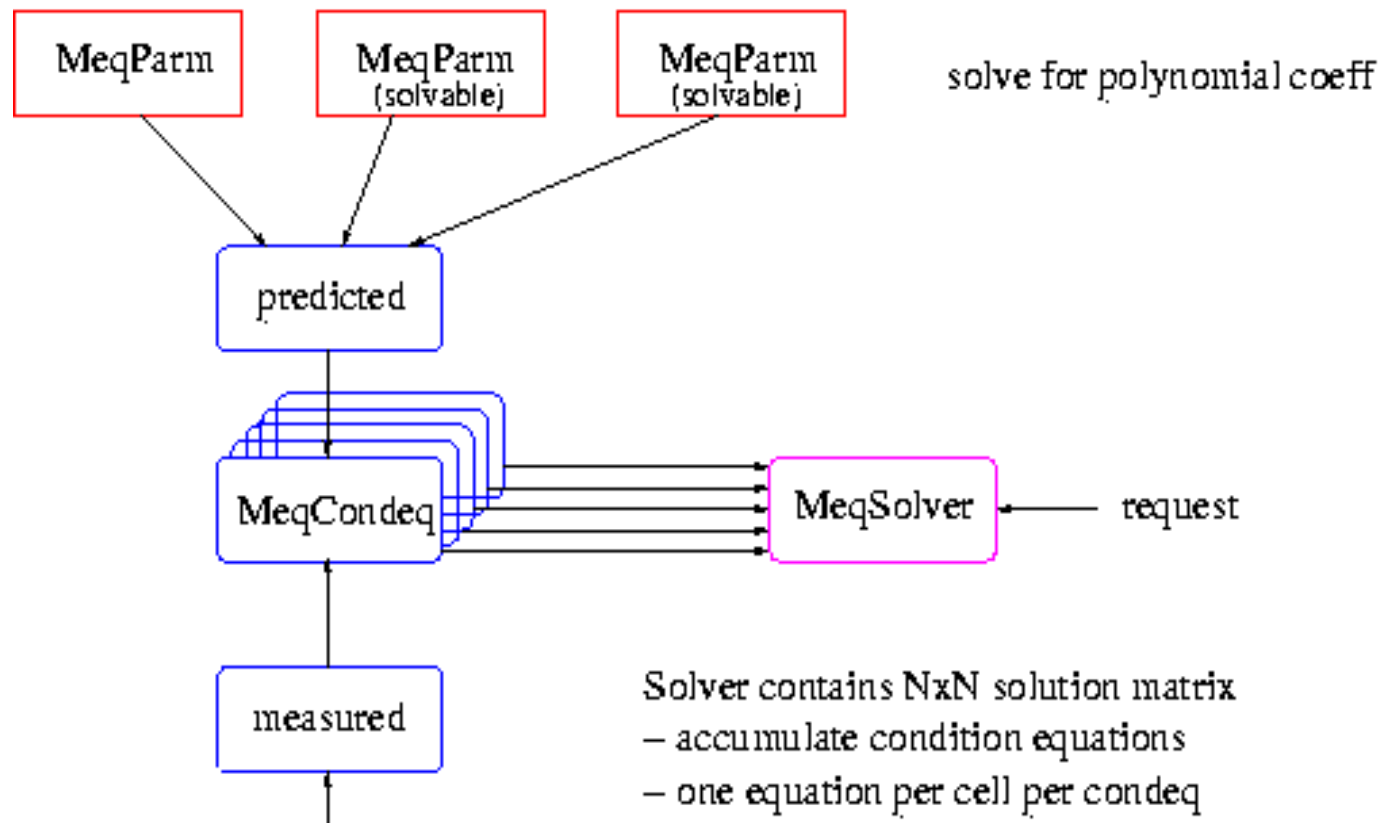 MeqParm
MeqParm
(solvable)
MeqParm
(solvable)
solve for polynomial coeff
predicted
MeqCondeq
MeqSolver
request
measured
Solver contains NxN solution matrix
– accumulate condition equations
– one equation per cell per condeq